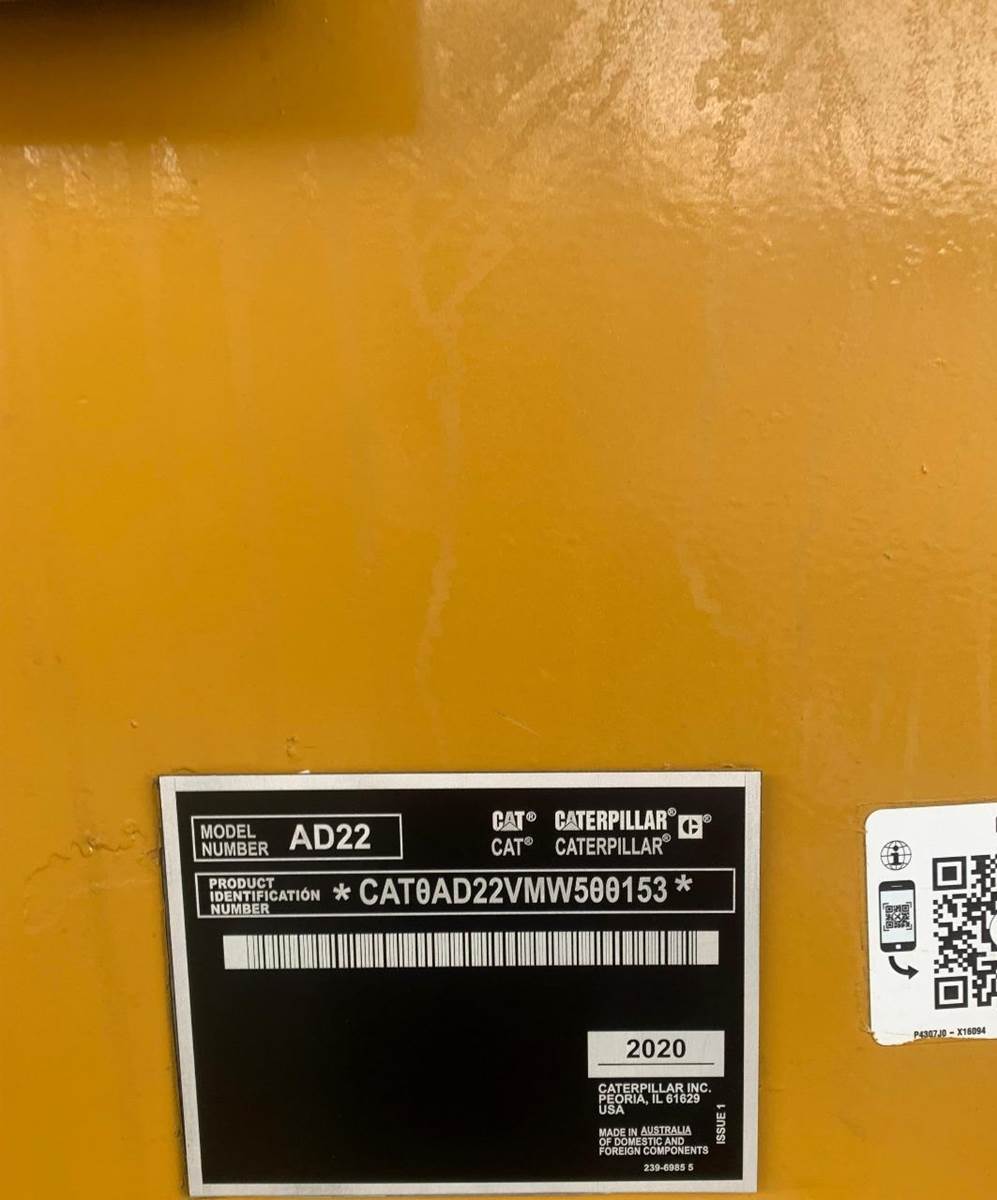 MODEL
NUMBER
AD22
CAT® CATERPILLAR®
CAT® CATERPILLAR®
PRODUCT
IDENTIFICATIÓN
NUMBER
*CAT0AD22VMW500153*
2020
CATERPILLAR INC.
PEORIA, IL 61629
USA
MADE IN AUSTRALIA
OF DOMESTIC AND
FOREIGN COMPONENTS
239-6985 5
ISSUE 1
P4307J0 - X16094